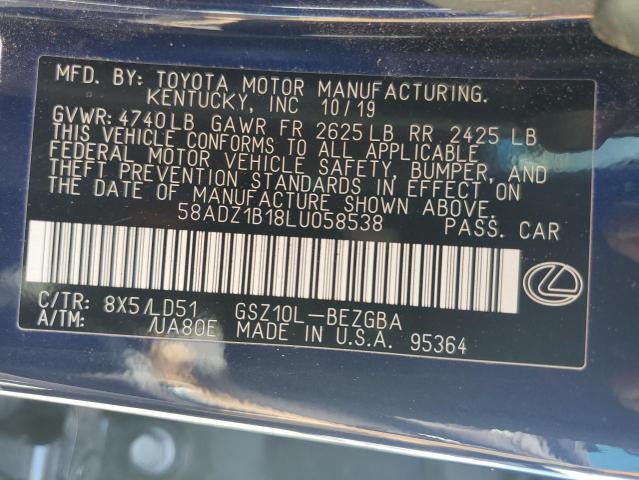 MFD. BY: TOYOTA MOTOR MANUFACTURING.
KENTUCKY, INC 10/19
GVWR: 4740LB GAWR FR 2625 LB RR 2425 LB
THIS VEHICLE CONFORMS TO ALL APPLICABLE
FEDERAL MOTOR VEHICLE SAFETY, BUMPER, AND
THEFT PREVENTION STANDARDS IN EFFECT ON
THE DATE OF MANUFACTURE SHOWN ABOVE.
58ADZ1B18LU058538 PASS. CAR
C/TR: 8X5/LD51 GSZ10L-BEZGBA
A/TM: /UA80E MADE IN U.S.A. 95364